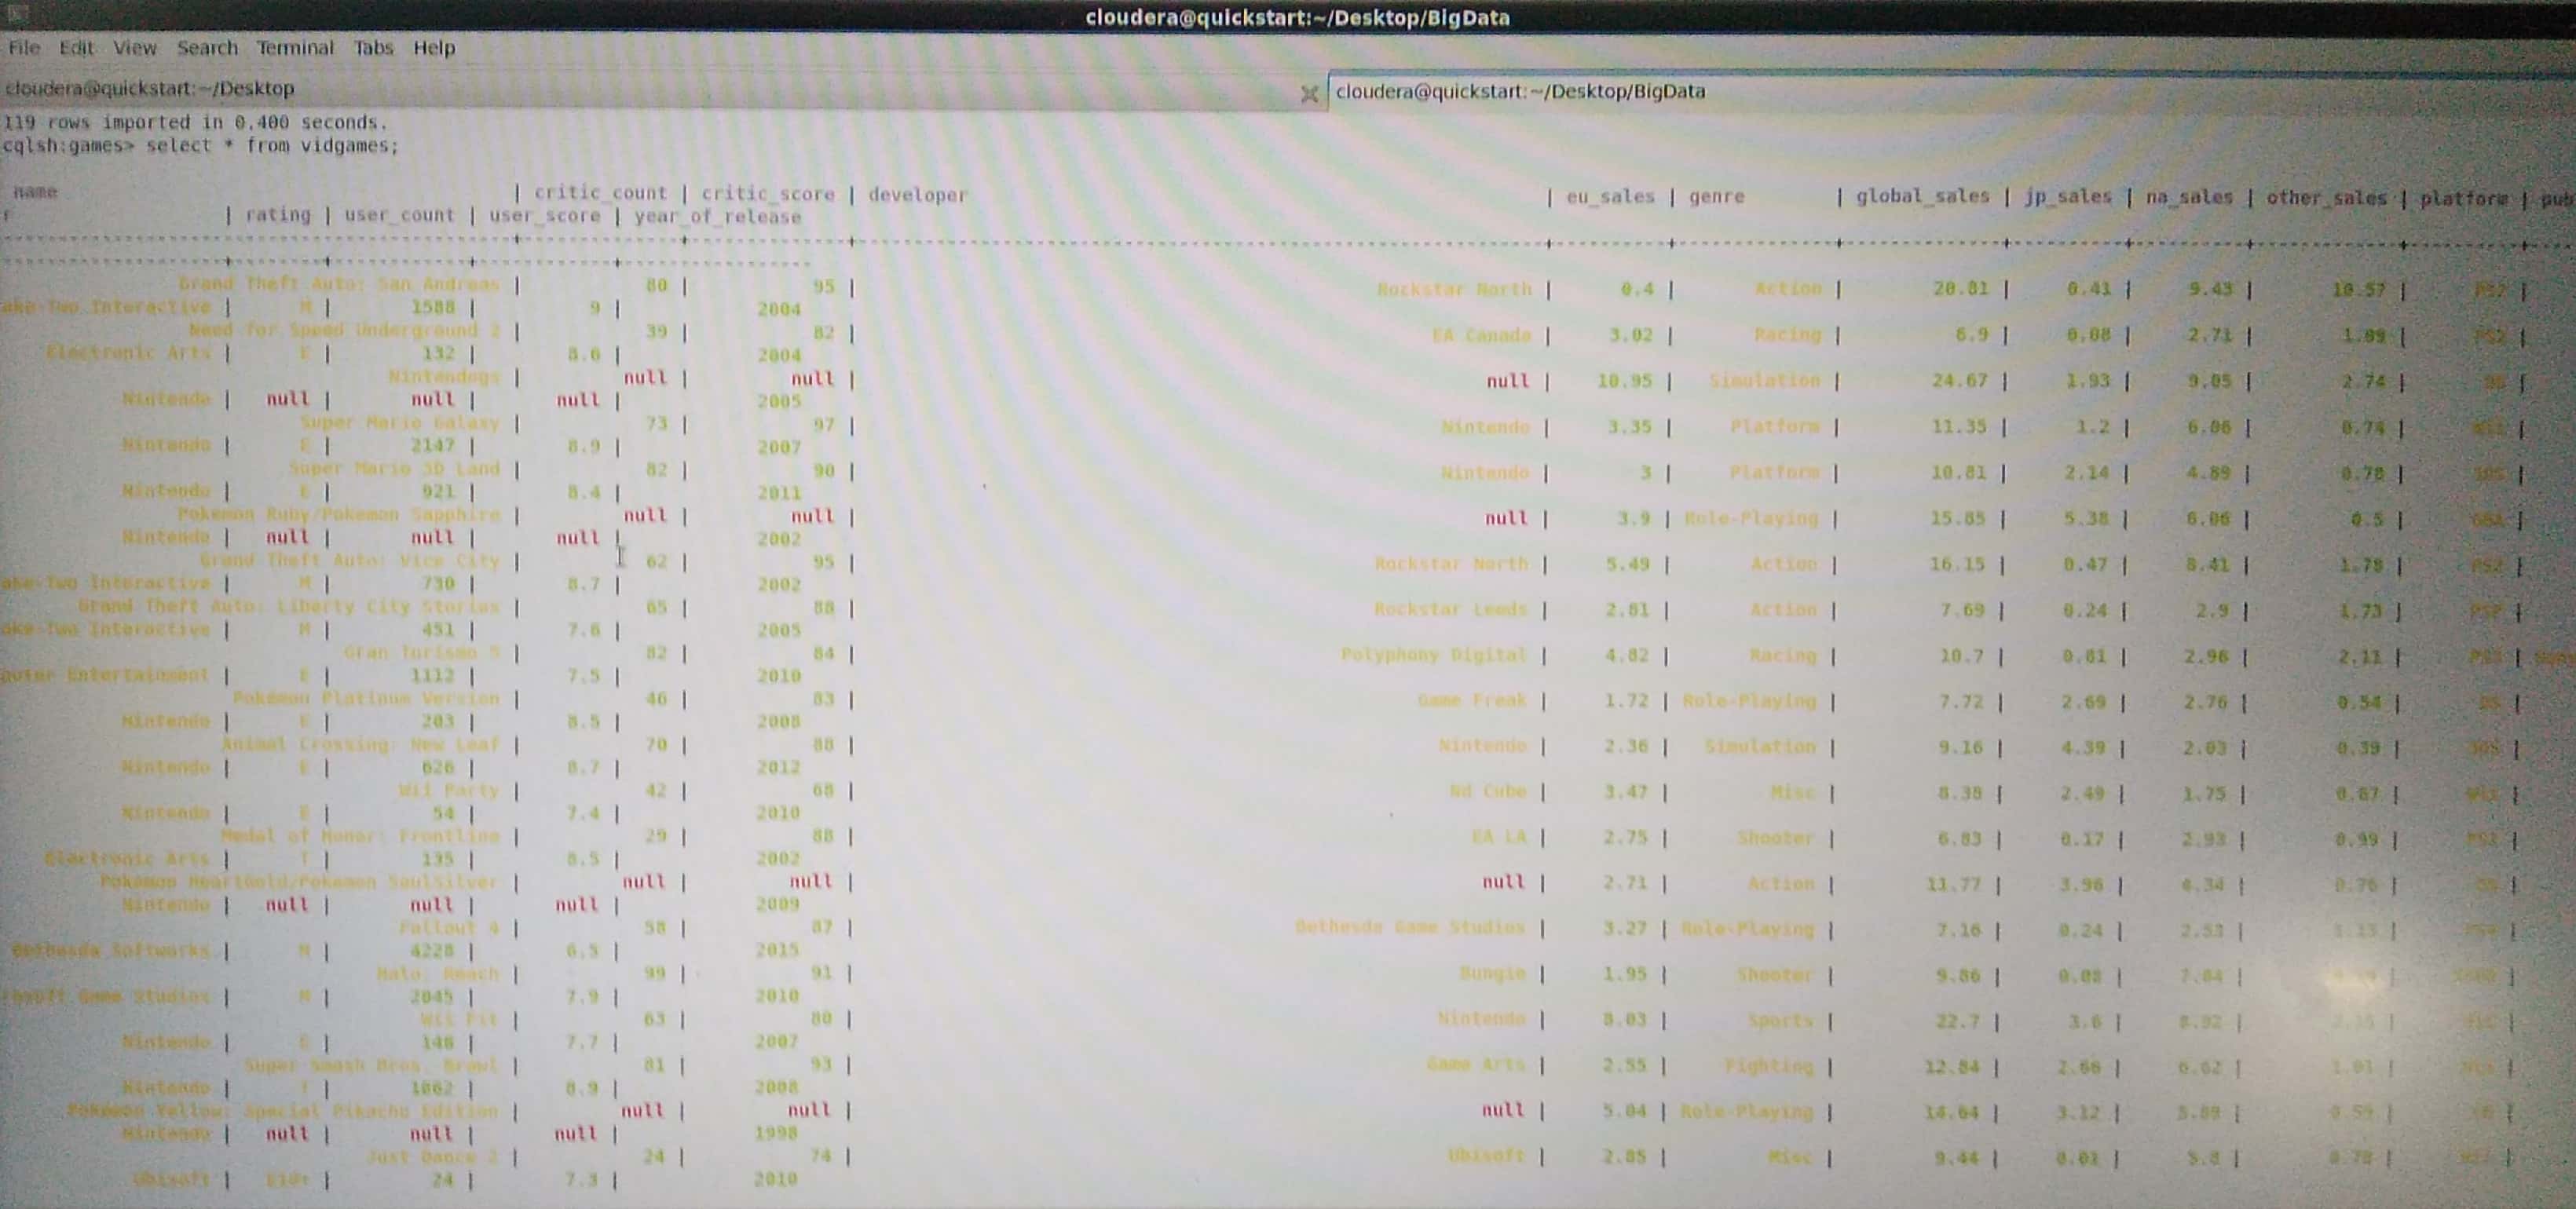 cloudera@quickstart:~/Desktop/BigData
File Edit View Search Terminal Tabs Help
cloudera@quickstart:~/Desktop
cloudera@quickstart:~/Desktop/BigData
119 rows imported in 0.400 seconds.
cqlsh:games> select * from vidgames;
name | critic_count | critic_score | developer | eu_sales | genre | global_sales | jp_sales | na_sales | other_sales | platform | pub
r | rating | user_count | user_score | year_of_release
Grand Theft Auto: San Andreas | 80 | 95 | Rockstar North | 0.4 | Action | 20.81 | 0.41 | 9.43 | 10.57 | PS2 |
ake-Two Interactive | M | 1588 | 9 | 2004
Need for Speed Underground 2 | 39 | 82 | EA Canada | 3.02 | Racing | 6.9 | 0.08 | 2.71 | 1.09 | PS2 |
Electronic Arts | E | 132 | 8.6 | 2004
Nintendogs | null | null | null | 10.95 | Simulation | 24.67 | 1.93 | 9.05 | 2.74 | DS |
Nintendo | null | null | null | 2005
Super Mario Galaxy | 73 | 97 | Nintendo | 3.35 | Platform | 11.35 | 1.2 | 6.06 | 0.74 | Wii |
Nintendo | E | 2147 | 8.9 | 2007
Super Mario 3D Land | 82 | 90 | Nintendo | 3 | Platform | 10.81 | 2.14 | 4.89 | 0.78 | 3DS |
Nintendo | E | 921 | 8.4 | 2011
Pokemon Ruby/Pokemon Sapphire | null | null | null | 3.9 | Role-Playing | 15.85 | 5.38 | 6.06 | 0.5 | GBA |
Nintendo | null | null | null | 2002
Grand Theft Auto: Vice City | 62 | 95 | Rockstar North | 5.49 | Action | 16.15 | 0.47 | 8.41 | 1.78 | PS2 |
ake-Two Interactive | M | 730 | 8.7 | 2002
Grand Theft Auto: Liberty City Stories | 65 | 88 | Rockstar Leeds | 2.81 | Action | 7.69 | 0.24 | 2.9 | 1.73 | PSP |
ake-Two Interactive | M | 451 | 7.6 | 2005
Gran Turismo 5 | 82 | 84 | Polyphony Digital | 4.82 | Racing | 10.7 | 0.81 | 2.96 | 2.11 | PS3 |
puter Entertainment | E | 1112 | 7.5 | 2010
Pokémon Platinum Version | 46 | 83 | Game Freak | 1.72 | Role-Playing | 7.72 | 2.69 | 2.76 | 0.54 | DS |
Nintendo | E | 203 | 8.5 | 2008
Animal Crossing: New Leaf | 70 | 88 | Nintendo | 2.36 | Simulation | 9.16 | 4.39 | 2.03 | 0.39 | 3DS |
Nintendo | E | 626 | 8.7 | 2012
Wii Party | 42 | 68 | Nd Cube | 3.47 | Misc | 8.38 | 2.49 | 1.75 | 0.67 | Wii |
Nintendo | E | 54 | 7.4 | 2010
Medal of Honor: Frontline | 29 | 88 | EA LA | 2.75 | Shooter | 6.83 | 0.17 | 2.93 | 0.99 | PS2 |
Electronic Arts | T | 135 | 8.5 | 2002
Pokemon HeartGold/Pokemon SoulSilver | null | null | null | 2.71 | Action | 11.77 | 3.96 | 4.34 | 0.76 | DS |
Nintendo | null | null | null | 2009
Fallout 4 | 58 | 87 | Bethesda Game Studios | 3.27 | Role-Playing | 7.16 | 0.24 | 2.53 | 1.13 | PS4 |
Bethesda Softworks | M | 4228 | 6.5 | 2015
Halo: Reach | 99 | 91 | Bungie | 1.95 | Shooter | 9.86 | 0.08 | 7.04 | | X360 |
rosoft Game Studios | M | 2045 | 7.9 | 2010
Wii Fit | 63 | 80 | Nintendo | 8.03 | Sports | 22.7 | 3.6 | 8.92 | 2.15 | Wii |
Nintendo | E | 146 | 7.7 | 2007
Super Smash Bros. Brawl | 81 | 93 | Game Arts | 2.55 | Fighting | 12.84 | 2.66 | 6.62 | 1.01 | Wii |
Nintendo | T | 1662 | 8.9 | 2008
Pokémon Yellow: Special Pikachu Edition | null | null | null | 5.04 | Role-Playing | 14.64 | 3.12 | 5.89 | 0.59 | GB |
Nintendo | null | null | null | 1998
Just Dance 2 | 24 | 74 | Ubisoft | 2.85 | Misc | 9.44 | 0.01 | 5.8 | 0.78 | Wii |
Ubisoft | E10+ | 24 | 7.3 | 2010